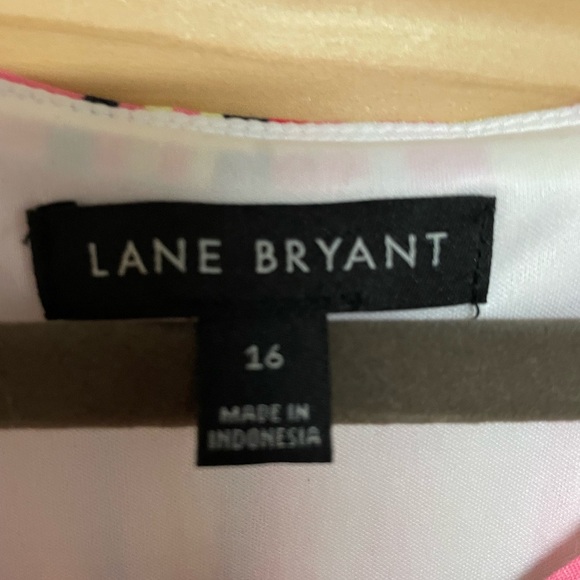 LANE BRYANT
16
MADE IN
INDONESIA